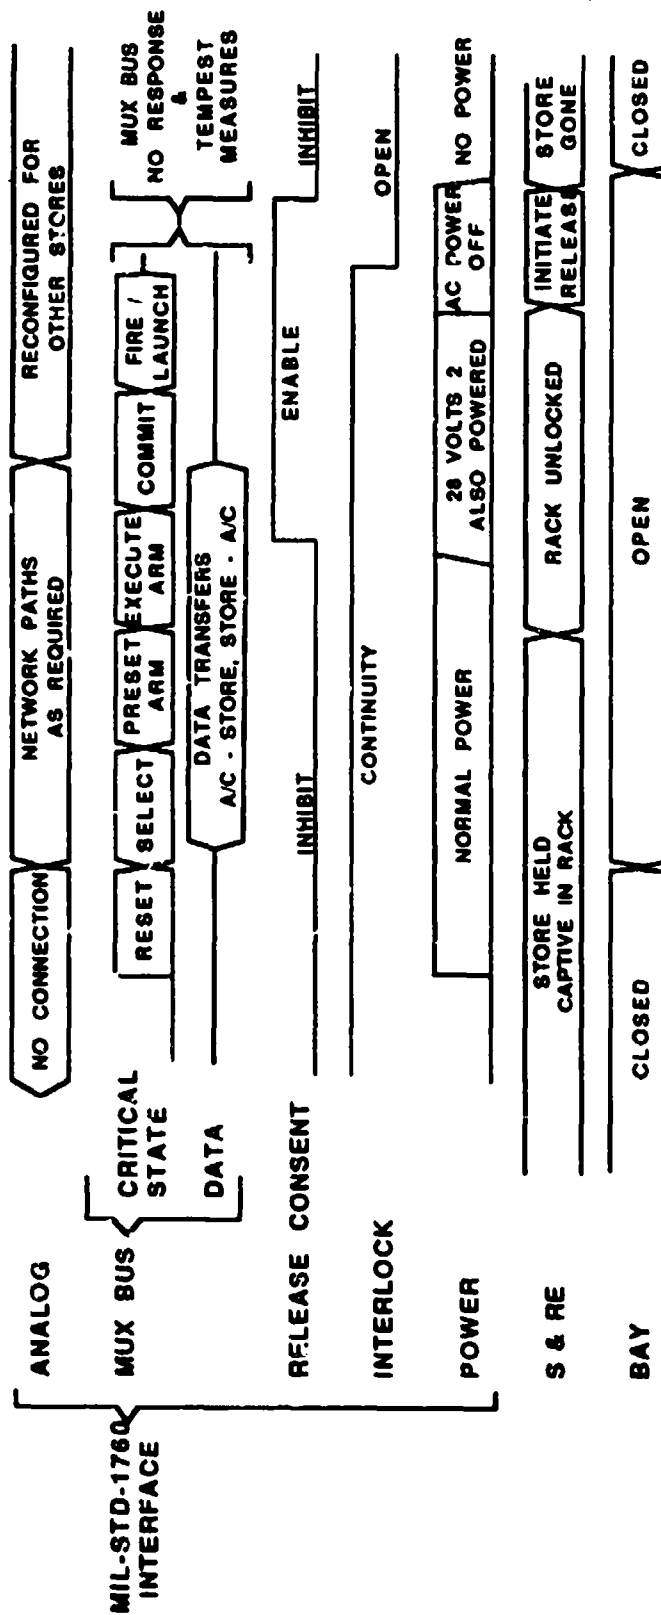 MIL-STD-1760
INTERFACE
ANALOG
NO CONNECTION
NETWORK PATHS
AS REQUIRED
RECONFIGURED FOR
OTHER STORES
MUX BUS
CRITICAL
STATE
RESET
SELECT
PRESET
ARM
EXECUTE
ARM
COMMIT
FIRE /
LAUNCH
MUX BUS
NO RESPONSE
&
TEMPEST
MEASURES
DATA
DATA TRANSFERS
A/C - STORE, STORE - A/C
RELEASE CONSENT
INHIBIT
ENABLE
INHIBIT
INTERLOCK
CONTINUITY
OPEN
POWER
NORMAL POWER
28 VOLTS 2
ALSO POWERED
AC POWER
OFF
NO POWER
S & RE
STORE HELD
CAPTIVE IN RACK
RACK UNLOCKED
INITIATE
RELEASE
STORE
GONE
BAY
CLOSED
OPEN
CLOSED